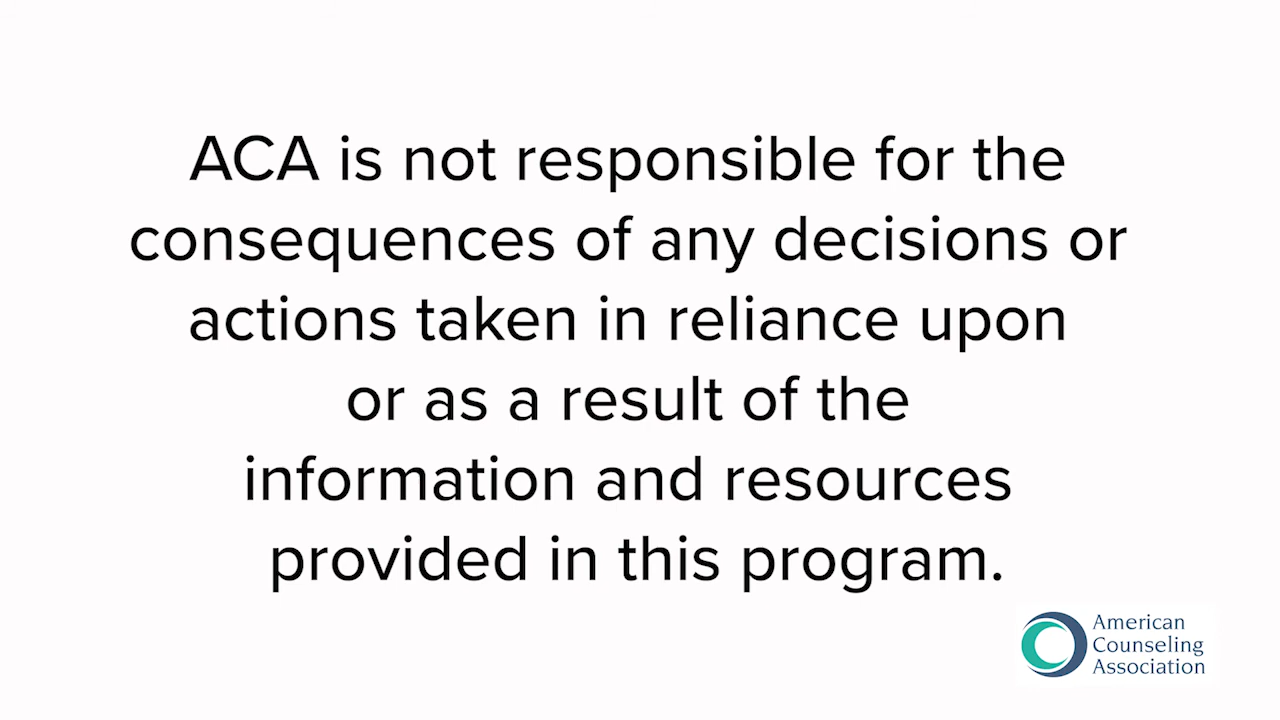 ACA is not responsible for the
consequences of any decisions or
actions taken in reliance upon
or as a result of the
information and resources
provided in this program.
American
Counseling
Association